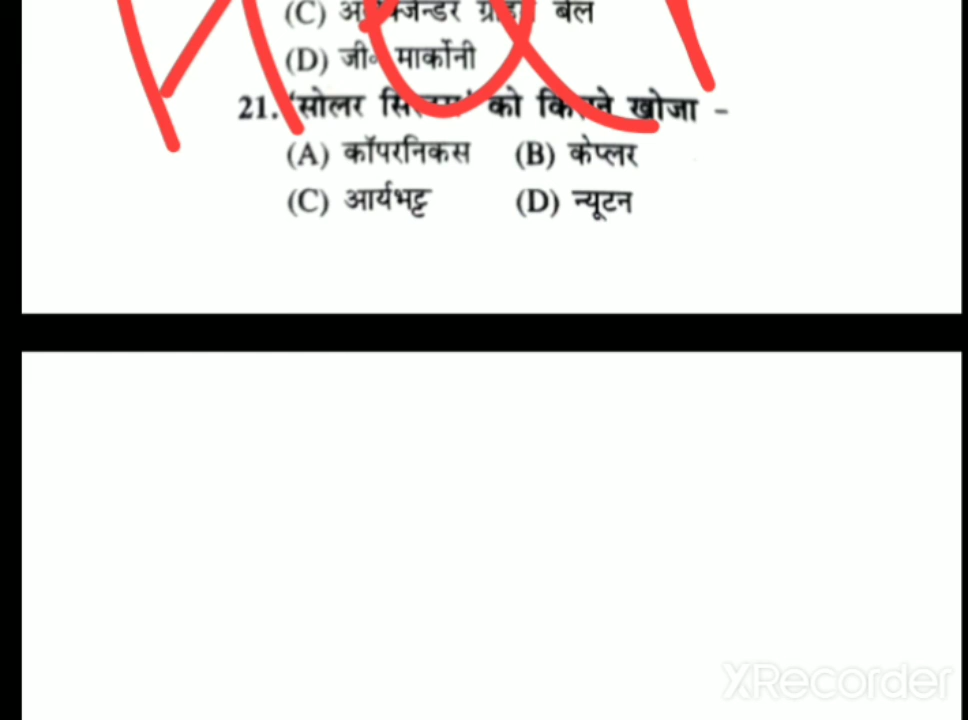 (C) बेल
(D) जी॰ मार्कोनी
21. 'सोलर को खोजा -
(A) कॉपरनिकस (B) केप्लर
(C) आर्यभट्ट (D) न्यूटन
XRecorder